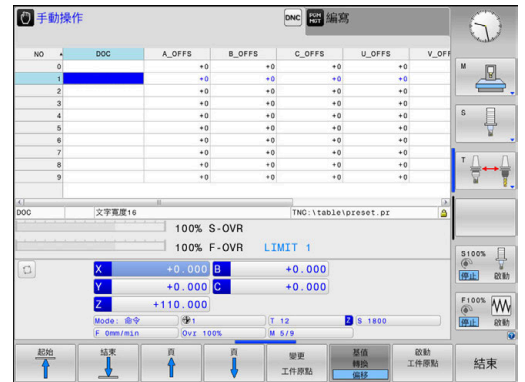 手動操作 DNC PGM MGT 編寫
NO DOC A_OFFS B_OFFS C_OFFS U_OFFS V_OFF
0 +0 +0 +0 +0
1 +0 +0 +0 +0
2 +0 +0 +0 +0
3 +0 +0 +0 +0
4 +0 +0 +0 +0
5 +0 +0 +0 +0
6 +0 +0 +0 +0
7 +0 +0 +0 +0
8 +0 +0 +0 +0
9 +0 +0 +0 +0
DOC 文字寬度16 TNC:\table\preset.pr
100% S-OVR
100% F-OVR LIMIT 1
X +0.000 B +0.000
Y +0.000 C +0.000
Z +110.000
Mode: 命令 1 T 12 Z S 1800
F 0mm/min Ovr 100% M 5/9
M
S
T
S100%
停止 啟動
F100%
停止 啟動
起始 結束 頁 頁 變更 工件原點 基值 轉換 偏移 啟動 工件原點 結束